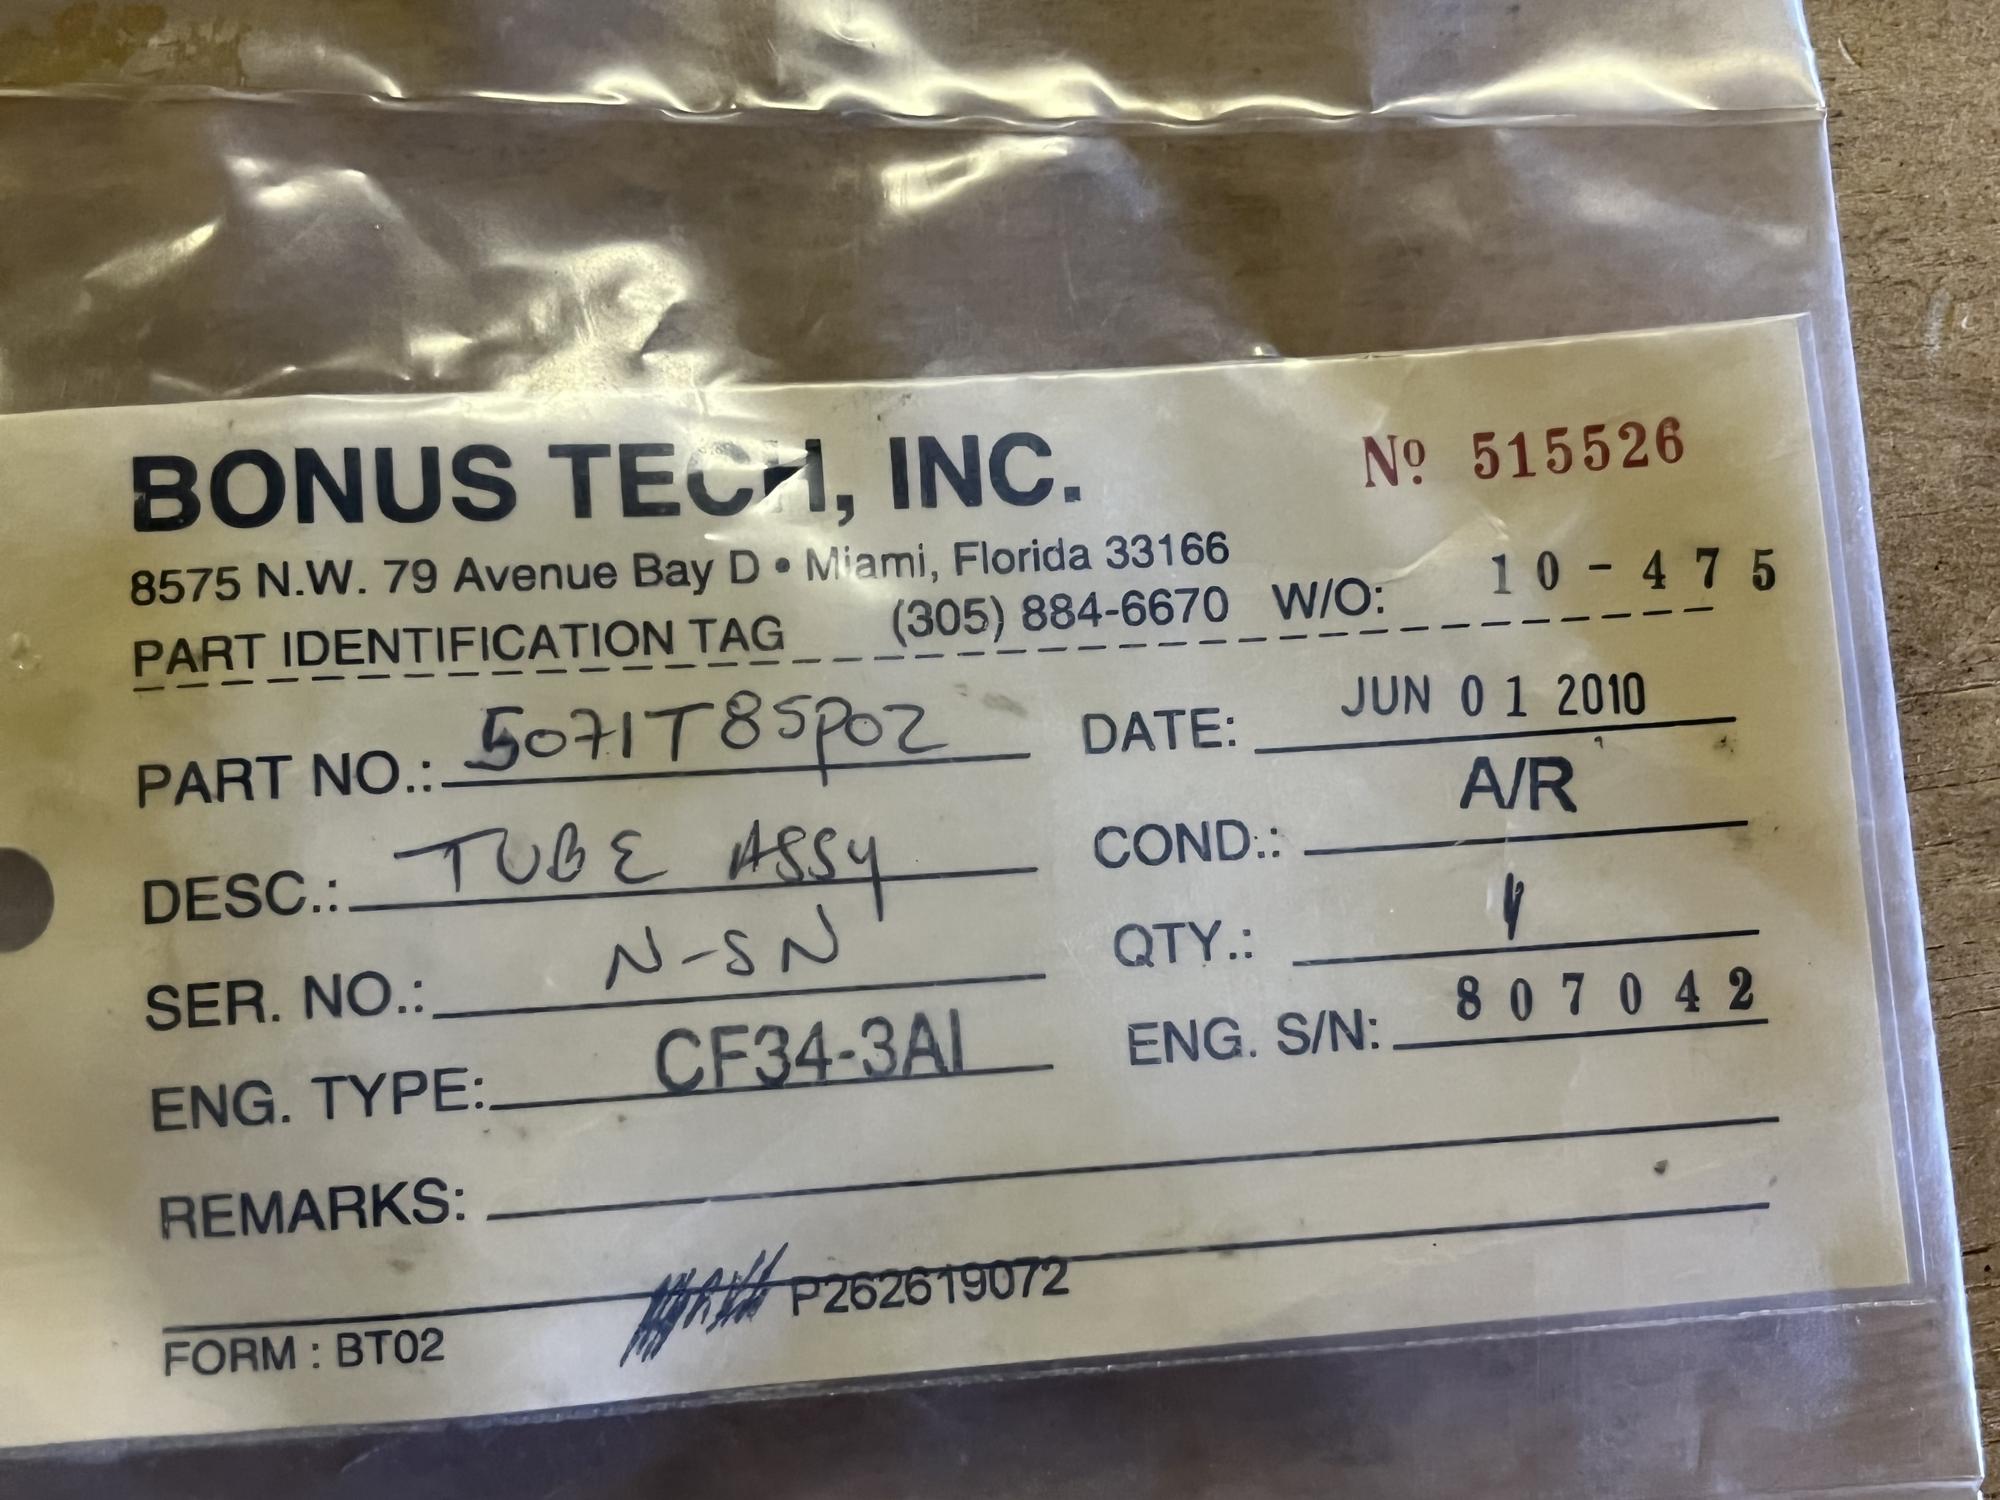 BONUS TECH, INC.
Nº 515526
8575 N.W. 79 Avenue Bay D • Miami, Florida 33166
PART IDENTIFICATION TAG (305) 884-6670 W/O: 10-475
PART NO.: 5071T85P02 DATE: JUN 01 2010
DESC.: TUBE ASSY COND.: A/R
SER. NO.: N-SN QTY.: 1
ENG. TYPE: CF34-3A1 ENG. S/N: 807042
REMARKS:
P262619072
FORM : BT02